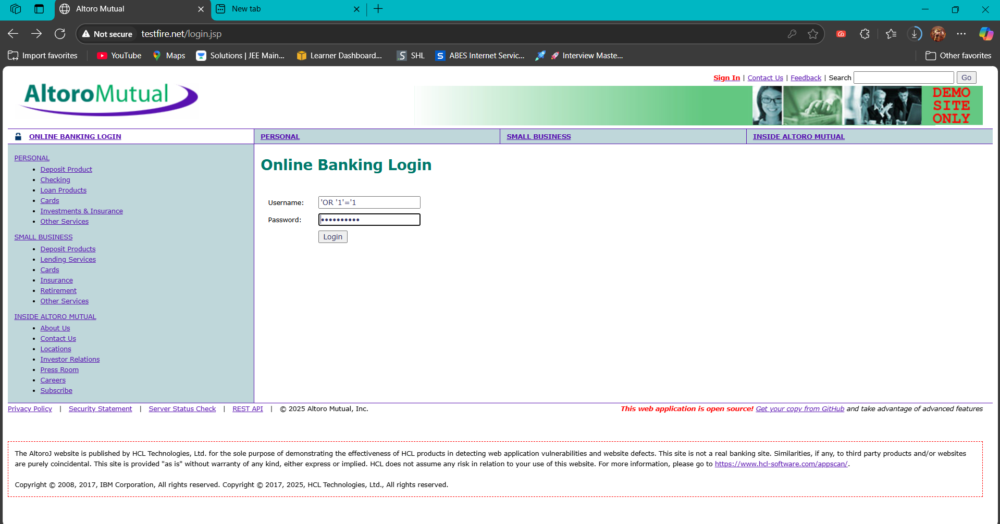 Altoro Mutual
New tab
Not secure
testfire.net/login.jsp
Import favorites
YouTube
Maps
Solutions | JEE Main...
Learner Dashboard...
SHL
ABES Internet Servic...
Interview Maste...
Other favorites
Sign In | Contact Us | Feedback | Search
Go
AltoroMutual
DEMO
SITE
ONLY
ONLINE BANKING LOGIN
PERSONAL
SMALL BUSINESS
INSIDE ALTORO MUTUAL
PERSONAL
Deposit Product
Checking
Loan Products
Cards
Investments & Insurance
Other Services
SMALL BUSINESS
Deposit Products
Lending Services
Cards
Insurance
Retirement
Other Services
INSIDE ALTORO MUTUAL
About Us
Contact Us
Locations
Investor Relations
Press Room
Careers
Subscribe
Online Banking Login
Username: 'OR '1'='1
Password: ••••••••••
Login
Privacy Policy | Security Statement | Server Status Check | REST API | © 2025 Altoro Mutual, Inc.
This web application is open source! Get your copy from GitHub and take advantage of advanced features
The AltoroJ website is published by HCL Technologies, Ltd. for the sole purpose of demonstrating the effectiveness of HCL products in detecting web application vulnerabilities and website defects. This site is not a real banking site. Similarities, if any, to third party products and/or websites
are purely coincidental. This site is provided "as is" without warranty of any kind, either express or implied. HCL does not assume any risk in relation to your use of this website. For more information, please go to https://www.hcl-software.com/appscan/.
Copyright © 2008, 2017, IBM Corporation, All rights reserved. Copyright © 2017, 2025, HCL Technologies, Ltd., All rights reserved.